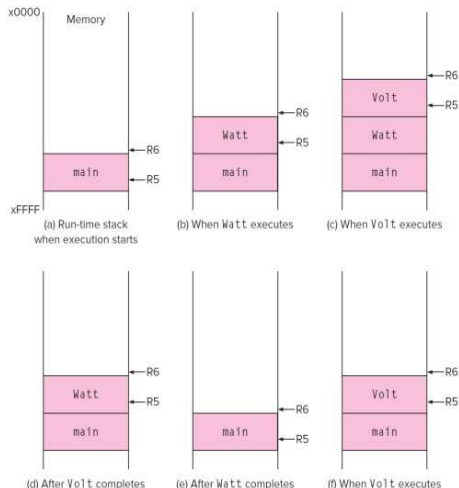 x0000
Memory
R6
R5
main
xFFFF
(a) Run-time stack
when execution starts
R6
R5
Watt
main
(b) When Watt executes
R6
R5
Volt
Watt
main
(c) When Volt executes
R6
R5
Watt
main
(d) After Volt completes
R6
R5
main
(e) After Watt completes
R6
R5
Volt
main
(f) When Volt executes